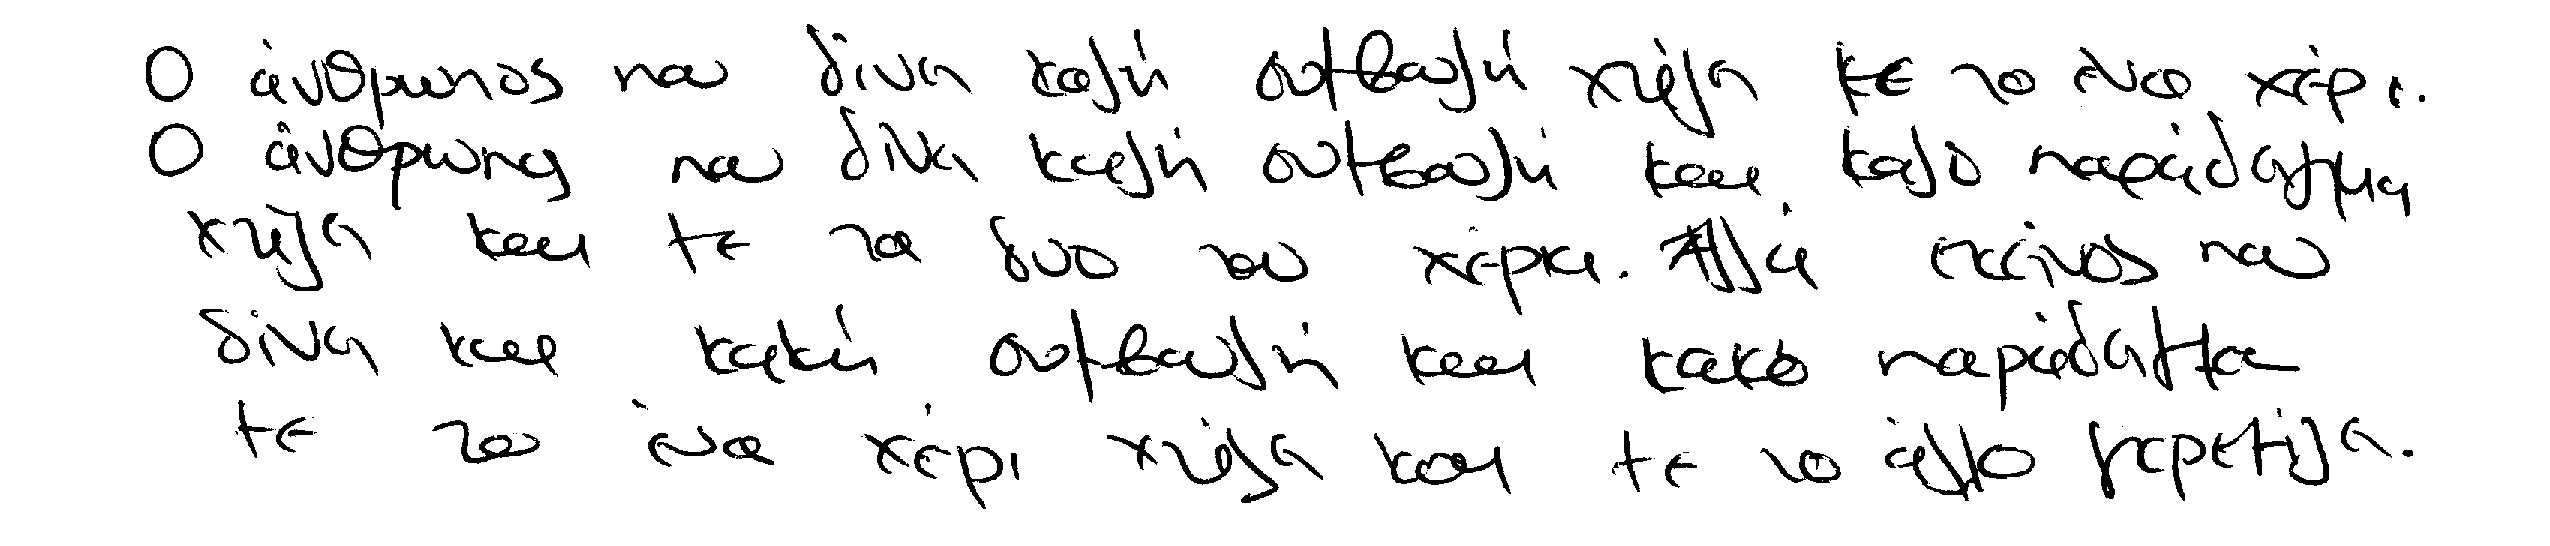 Ο άνθρωπος που δίνει καλή συμβουλή χτίζει με το ένα χέρι.
Ο άνθρωπος που δίνει καλή συμβουλή και καλό παράδειγμα
χτίζει και με τα δυο του χέρια. Αλλά εκείνος που
δίνει και κακή συμβουλή και κακό παράδειγμα
με το ένα χέρι χτίζει και με το άλλο γκρεμίζει.